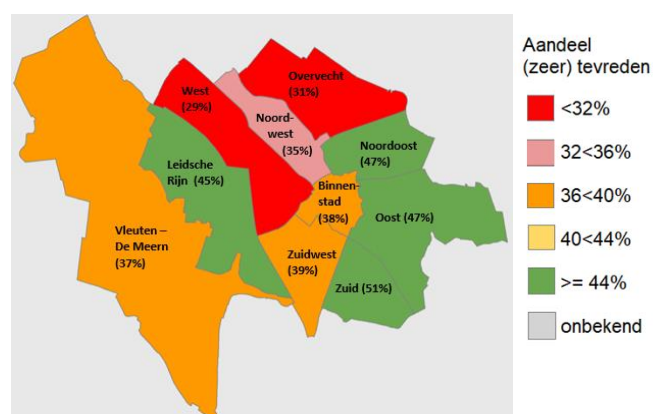 Aandeel
(zeer) tevreden
<32%
32<36%
36<40%
40<44%
>= 44%
onbekend
Overvecht
(31%)
West
(29%)
Noord-
west
(35%)
Noordoost
(47%)
Leidsche
Rijn (45%)
Binnen-
stad
(38%)
Oost (47%)
Vleuten –
De Meern
(37%)
Zuidwest
(39%)
Zuid (51%)